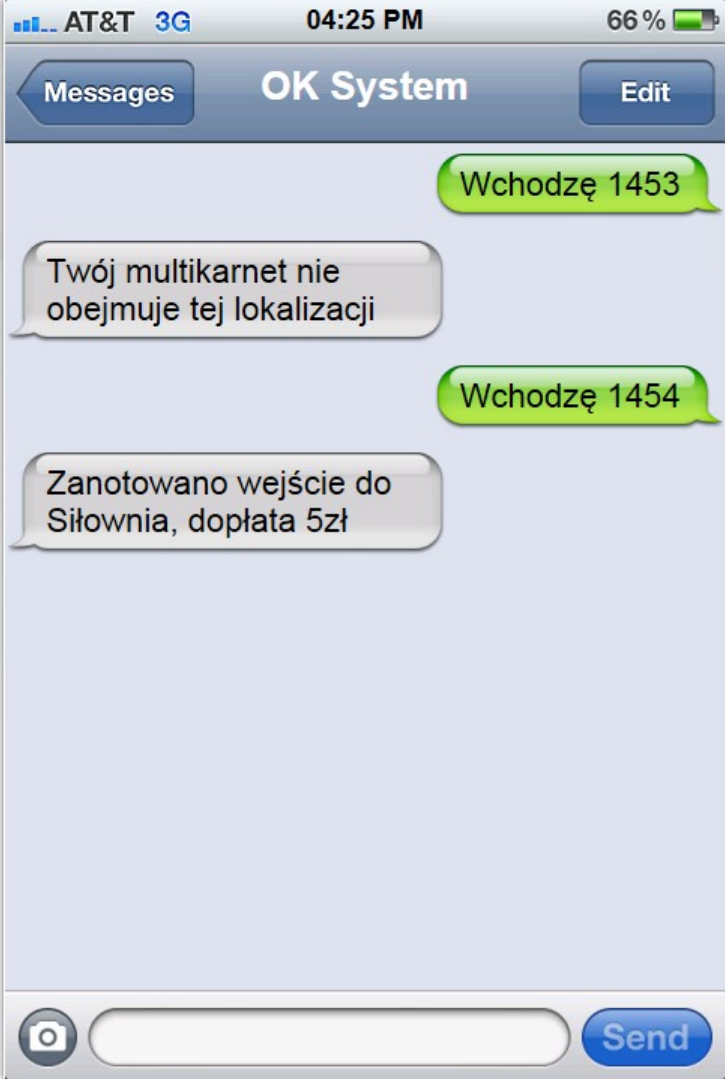 AT&T 3G 04:25 PM 66 %
Messages OK System Edit
Wchodzę 1453
Twój multikarnet nie
obejmuje tej lokalizacji
Wchodzę 1454
Zanotowano wejście do
Siłownia, dopłata 5zł
Send